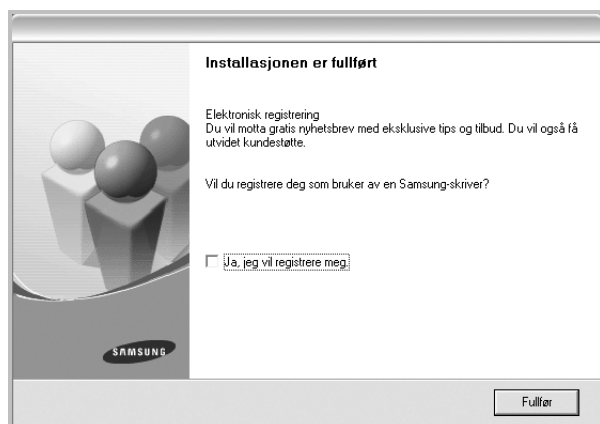 Installasjonen er fullført
Elektronisk registrering
Du vil motta gratis nyhetsbrev med eksklusive tips og tilbud. Du vil også få
utvidet kundestøtte.
Vil du registrere deg som bruker av en Samsung-skriver?
Ja, jeg vil registrere meg.
SAMSUNG
Fullfør